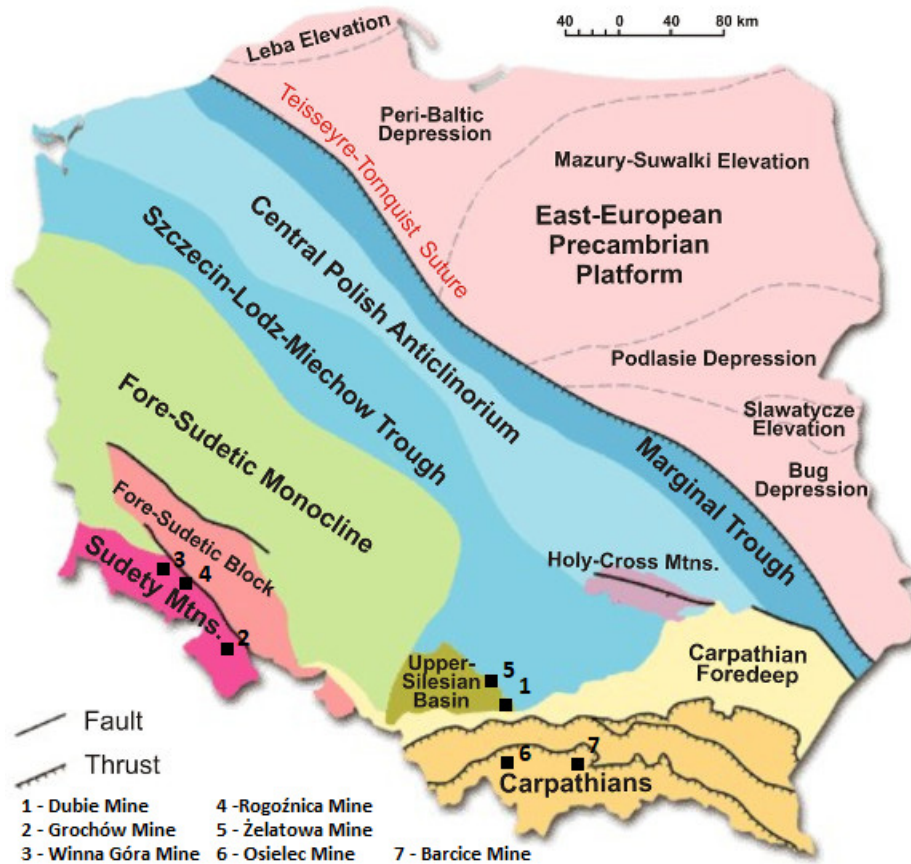 40 0 40 80 km
Leba Elevation
Teisseyre-Tornquist Suture
Peri-Baltic
Depression
Mazury-Suwalki Elevation
East-European
Precambrian
Platform
Central Polish Anticlinorium
Szczecin-Lodz-Miechow Trough
Podlasie Depression
Slawatycze
Elevation
Bug
Depression
Marginal Trough
Fore-Sudetic Monocline
Fore-Sudetic Block
Holy-Cross Mtns.
Sudety Mtns.
3
4
2
Upper-
Silesian
Basin
5
1
Carpathian
Foredeep
6
7
Carpathians
Fault
Thrust
1 - Dubie Mine 4 -Rogoźnica Mine
2 - Grochów Mine 5 - Żelatowa Mine
3 - Winna Góra Mine 6 - Osielec Mine 7 - Barcice Mine